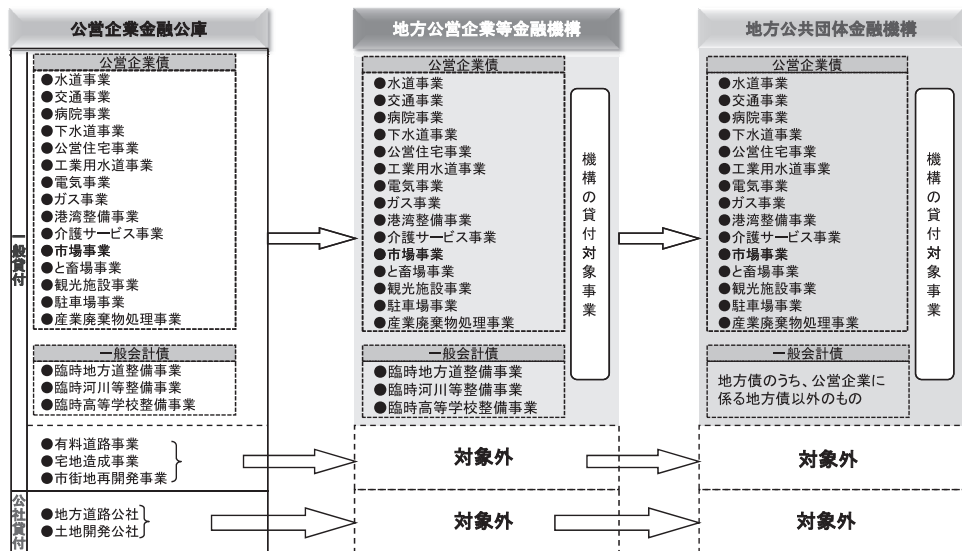 公営企業金融公庫
一般貸付
公営企業債
●水道事業
●交通事業
●病院事業
●下水道事業
●公営住宅事業
●工業用水道事業
●電気事業
●ガス事業
●港湾整備事業
●介護サービス事業
●市場事業
●と畜場事業
●観光施設事業
●駐車場事業
●産業廃棄物処理事業
一般会計債
●臨時地方道整備事業
●臨時河川等整備事業
●臨時高等学校整備事業
●有料道路事業
●宅地造成事業
●市街地再開発事業
公社貸付
●地方道路公社
●土地開発公社
地方公営企業等金融機構
公営企業債
●水道事業
●交通事業
●病院事業
●下水道事業
●公営住宅事業
●工業用水道事業
●電気事業
●ガス事業
●港湾整備事業
●介護サービス事業
●市場事業
●と畜場事業
●観光施設事業
●駐車場事業
●産業廃棄物処理事業
一般会計債
●臨時地方道整備事業
●臨時河川等整備事業
●臨時高等学校整備事業
機構の貸付対象事業
対象外
対象外
地方公共団体金融機構
公営企業債
●水道事業
●交通事業
●病院事業
●下水道事業
●公営住宅事業
●工業用水道事業
●電気事業
●ガス事業
●港湾整備事業
●介護サービス事業
●市場事業
●と畜場事業
●観光施設事業
●駐車場事業
●産業廃棄物処理事業
一般会計債
地方債のうち、公営企業に
係る地方債以外のもの
機構の貸付対象事業
対象外
対象外